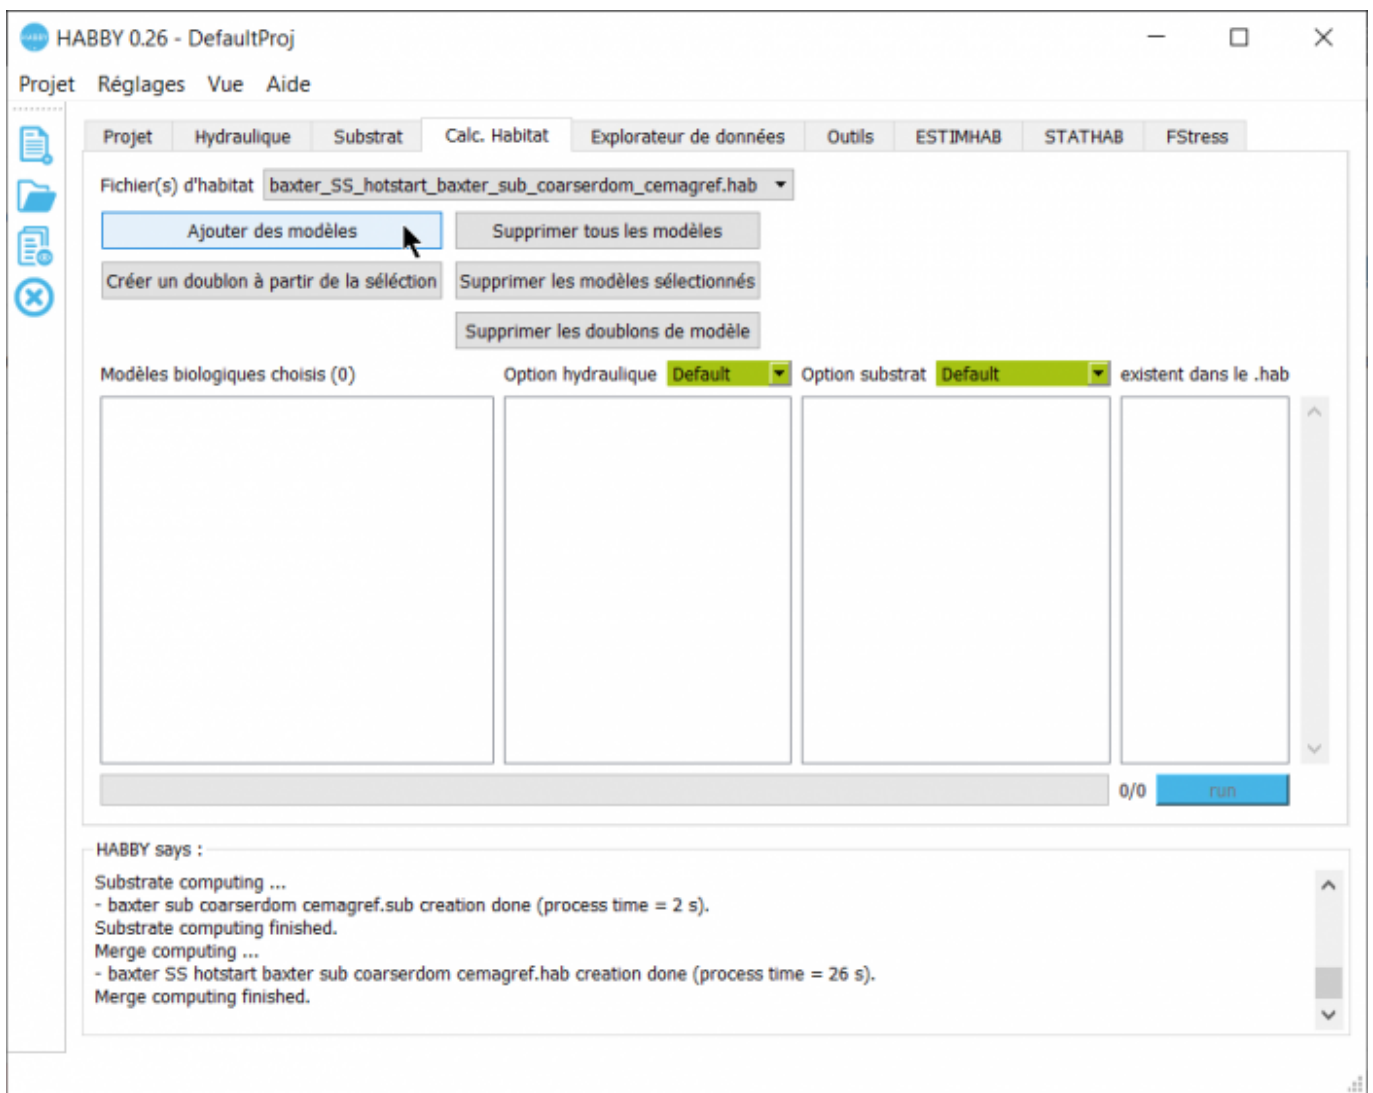 HABBY 0.26 - DefaultProj
Projet Réglages Vue Aide
Projet Hydraulique Substrat Calc. Habitat Explorateur de données Outils ESTIMHAB STATHAB FStress
Fichier(s) d'habitat baxter_SS_hotstart_baxter_sub_coarserdom_cemagref.hab
Ajouter des modèles Supprimer tous les modèles
Créer un doublon à partir de la séléction Supprimer les modèles sélectionnés
Supprimer les doublons de modèle
Modèles biologiques choisis (0) Option hydraulique Default Option substrat Default existent dans le .hab
0/0 run
HABBY says :
Substrate computing ...
- baxter sub coarserdom cemagref.sub creation done (process time = 2 s).
Substrate computing finished.
Merge computing ...
- baxter SS hotstart baxter sub coarserdom cemagref.hab creation done (process time = 26 s).
Merge computing finished.